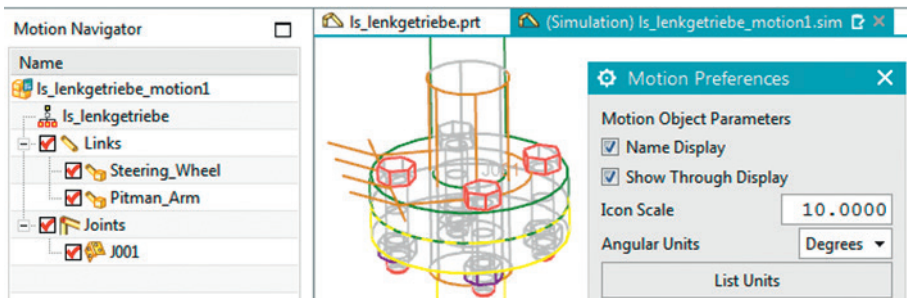 Motion Navigator
Name
ls_lenkgetriebe_motion1
ls_lenkgetriebe
Links
Steering_Wheel
Pitman_Arm
Joints
J001
ls_lenkgetriebe.prt
(Simulation) ls_lenkgetriebe_motion1.sim
J001
Motion Preferences
Motion Object Parameters
Name Display
Show Through Display
Icon Scale 10.0000
Angular Units Degrees
List Units